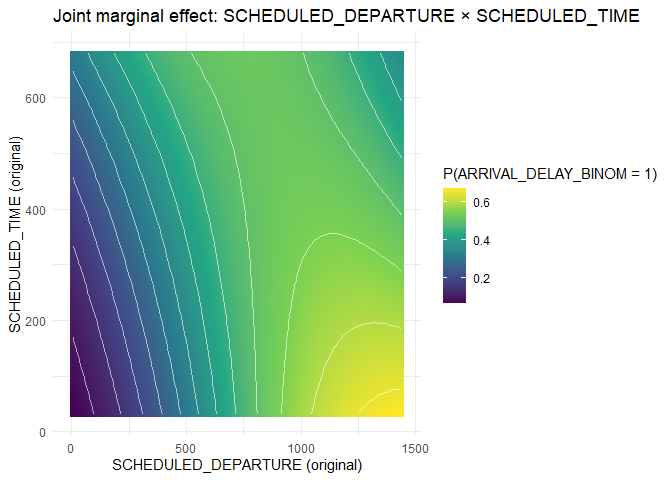 Joint marginal effect: SCHEDULED_DEPARTURE × SCHEDULED_TIME
SCHEDULED_TIME (original)
600
400
200
0
0
500
1000
1500
SCHEDULED_DEPARTURE (original)
P(ARRIVAL_DELAY_BINOM = 1)
0.6
0.4
0.2